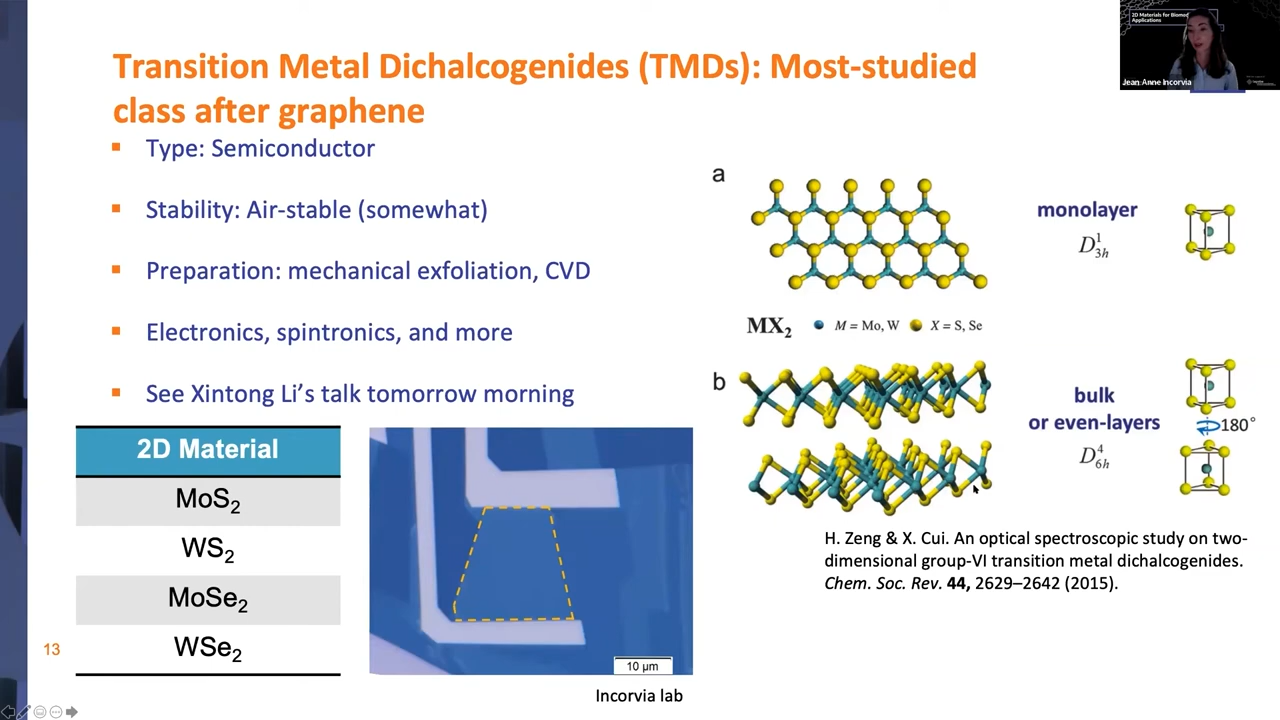 Transition Metal Dichalcogenides (TMDs): Most-studied
class after graphene
▪ Type: Semiconductor
▪ Stability: Air-stable (somewhat)
▪ Preparation: mechanical exfoliation, CVD
▪ Electronics, spintronics, and more
▪ See Xintong Li's talk tomorrow morning
2D Material
MoS₂
WS₂
MoSe₂
WSe₂
13
10 µm
Incorvia lab
a
monolayer
D¹₃ₕ
MX₂ M = Mo, W X = S, Se
b
bulk
or even-layers
180°
D⁴₆ₕ
H. Zeng & X. Cui. An optical spectroscopic study on two-
dimensional group-VI transition metal dichalcogenides.
Chem. Soc. Rev. 44, 2629–2642 (2015).
2D Materials for Biomed
Applications
Jean Anne Incorvia